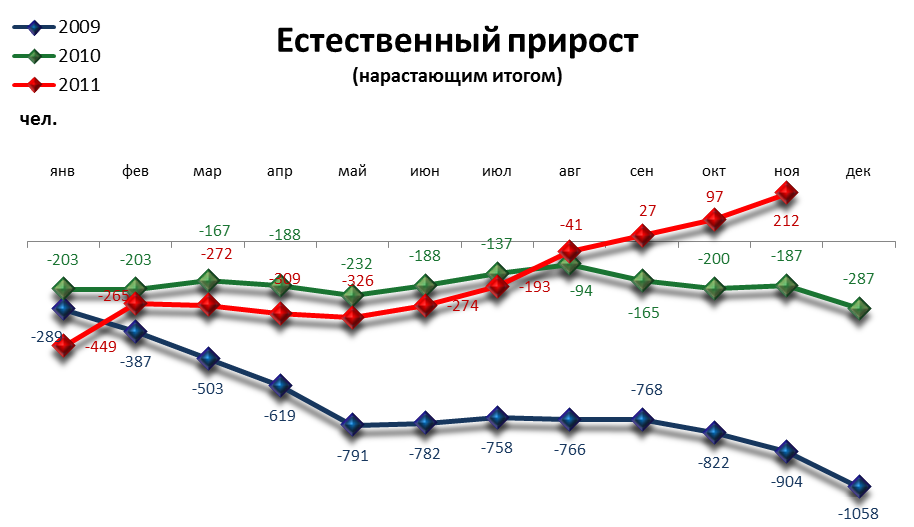 2009
2010
2011
Естественный прирост
(нарастающим итогом)
чел.
янв фев мар апр май июн июл авг сен окт ноя дек
-203 -203 -167 -188 -232 -188 -137 -94 -165 -200 -187 -287
-449 -265 -272 -309 -326 -274 -193 -41 27 97 212
-289 -387 -503 -619 -791 -782 -758 -766 -768 -822 -904 -1058